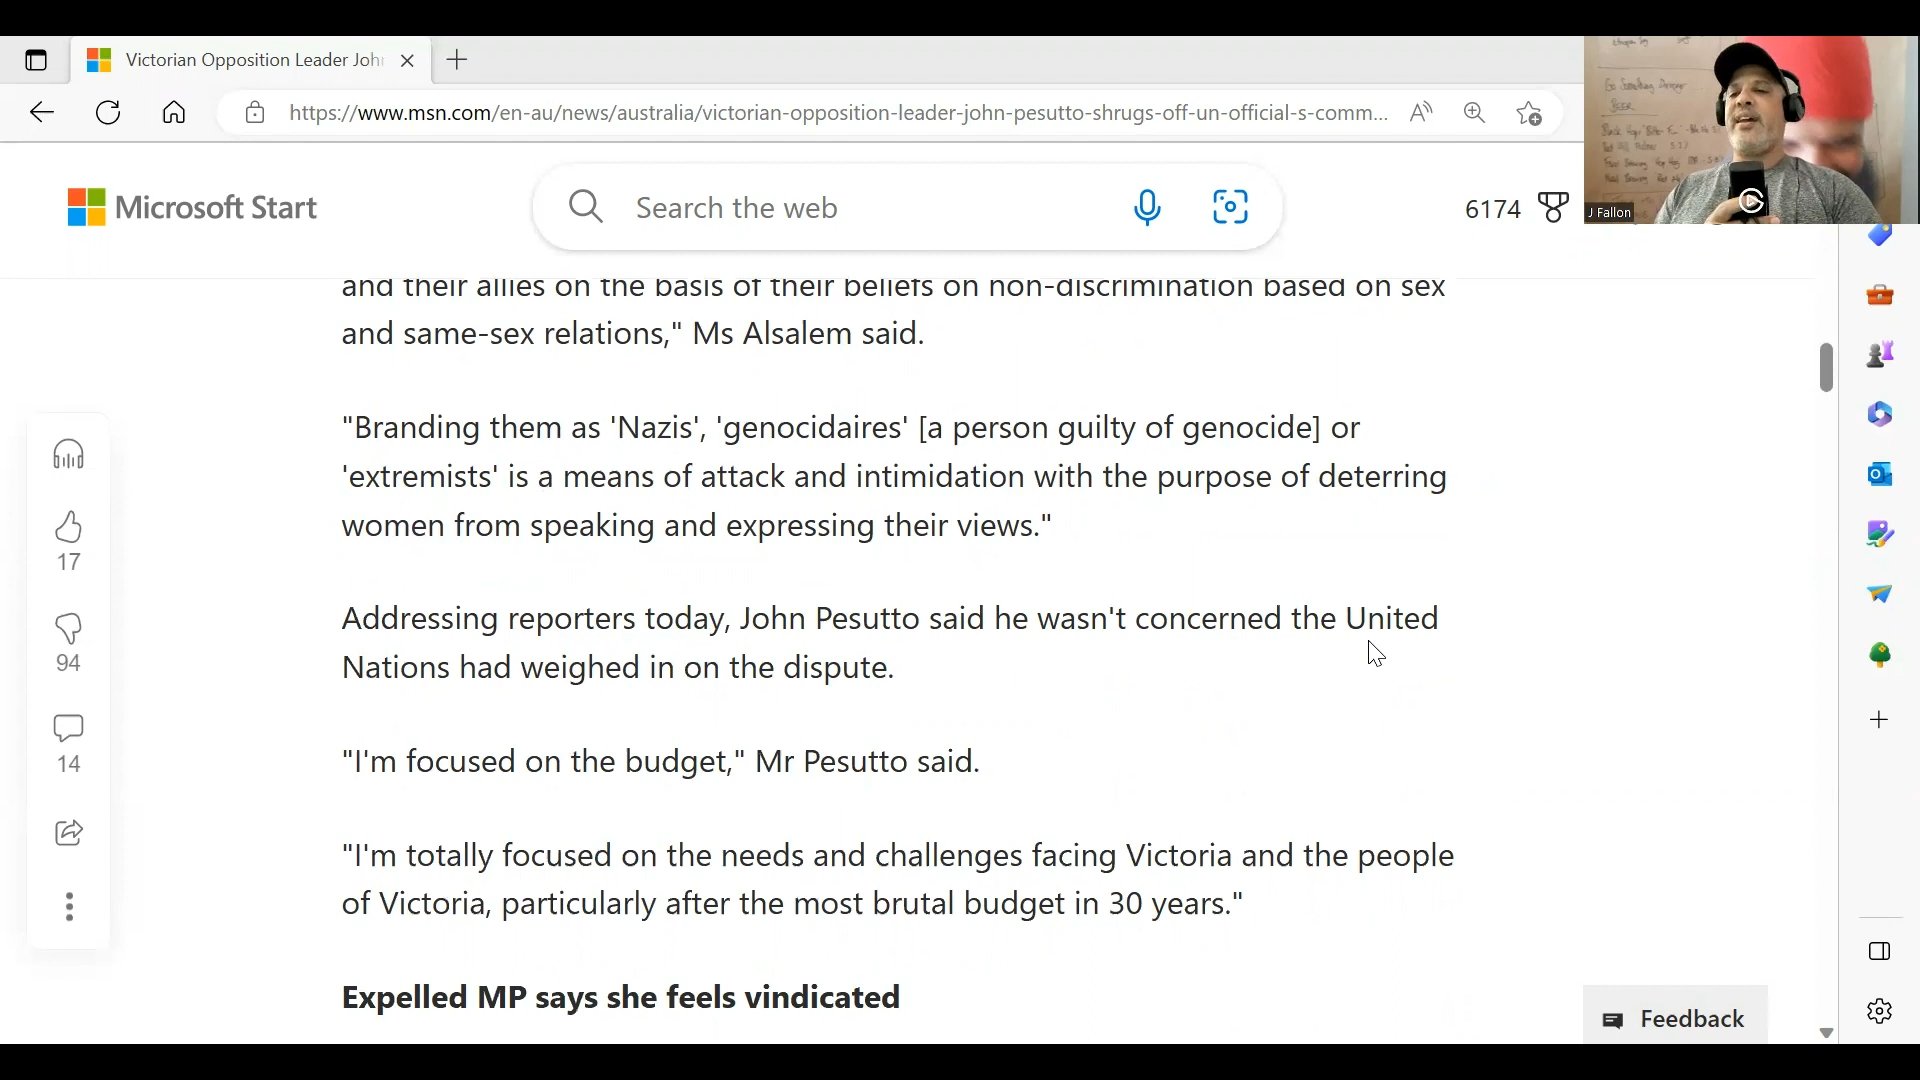 Victorian Opposition Leader Joh
https://www.msn.com/en-au/news/australia/victorian-opposition-leader-john-pesutto-shrugs-off-un-official-s-comm...
Microsoft Start
Search the web
6174
J Fallon
and their allies on the basis of their beliefs on non-discrimination based on sex
and same-sex relations," Ms Alsalem said.
"Branding them as 'Nazis', 'genocidaires' [a person guilty of genocide] or
'extremists' is a means of attack and intimidation with the purpose of deterring
women from speaking and expressing their views."
17
Addressing reporters today, John Pesutto said he wasn't concerned the United
Nations had weighed in on the dispute.
94
"I'm focused on the budget," Mr Pesutto said.
14
"I'm totally focused on the needs and challenges facing Victoria and the people
of Victoria, particularly after the most brutal budget in 30 years."
Expelled MP says she feels vindicated
Feedback